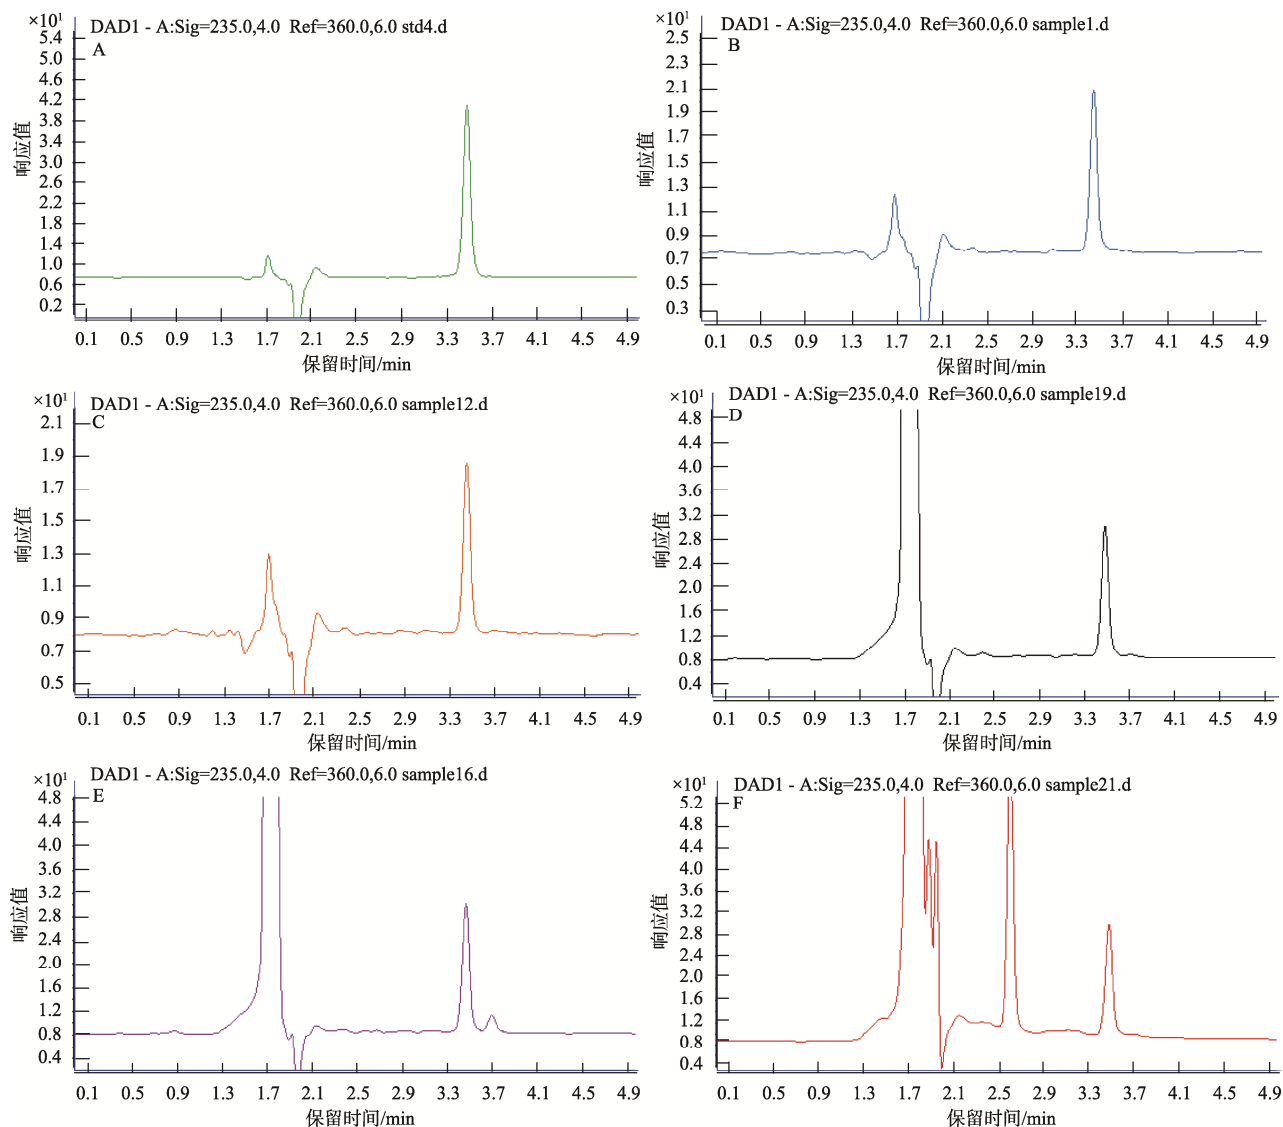 ×10¹
DAD1 - A:Sig=235.0,4.0 Ref=360.0,6.0 std4.d
A
5.4
5.0
4.6
4.2
3.8
3.4
3.0
2.6
2.2
1.8
1.4
1.0
0.6
0.2
响应值
0.1 0.5 0.9 1.3 1.7 2.1 2.5 2.9 3.3 3.7 4.1 4.5 4.9
保留时间/min
×10¹
DAD1 - A:Sig=235.0,4.0 Ref=360.0,6.0 sample1.d
B
2.5
2.3
2.1
1.9
1.7
1.5
1.3
1.1
0.9
0.7
0.5
0.3
响应值
0.1 0.5 0.9 1.3 1.7 2.1 2.5 2.9 3.3 3.7 4.1 4.5 4.9
保留时间/min
×10¹
DAD1 - A:Sig=235.0,4.0 Ref=360.0,6.0 sample12.d
C
2.1
1.9
1.7
1.5
1.3
1.1
0.9
0.7
0.5
响应值
0.1 0.5 0.9 1.3 1.7 2.1 2.5 2.9 3.3 3.7 4.1 4.5 4.9
保留时间/min
×10¹
DAD1 - A:Sig=235.0,4.0 Ref=360.0,6.0 sample19.d
D
4.8
4.4
4.0
3.6
3.2
2.8
2.4
2.0
1.6
1.2
0.8
0.4
响应值
0.1 0.5 0.9 1.3 1.7 2.1 2.5 2.9 3.3 3.7 4.1 4.5 4.9
保留时间/min
×10¹
DAD1 - A:Sig=235.0,4.0 Ref=360.0,6.0 sample16.d
E
4.8
4.4
4.0
3.6
3.2
2.8
2.4
2.0
1.6
1.2
0.8
0.4
响应值
0.1 0.5 0.9 1.3 1.7 2.1 2.5 2.9 3.3 3.7 4.1 4.5 4.9
保留时间/min
×10¹
DAD1 - A:Sig=235.0,4.0 Ref=360.0,6.0 sample21.d
F
5.2
4.8
4.4
4.0
3.6
3.2
2.8
2.4
2.0
1.6
1.2
0.8
0.4
响应值
0.1 0.5 0.9 1.3 1.7 2.1 2.5 2.9 3.3 3.7 4.1 4.5 4.9
保留时间/min